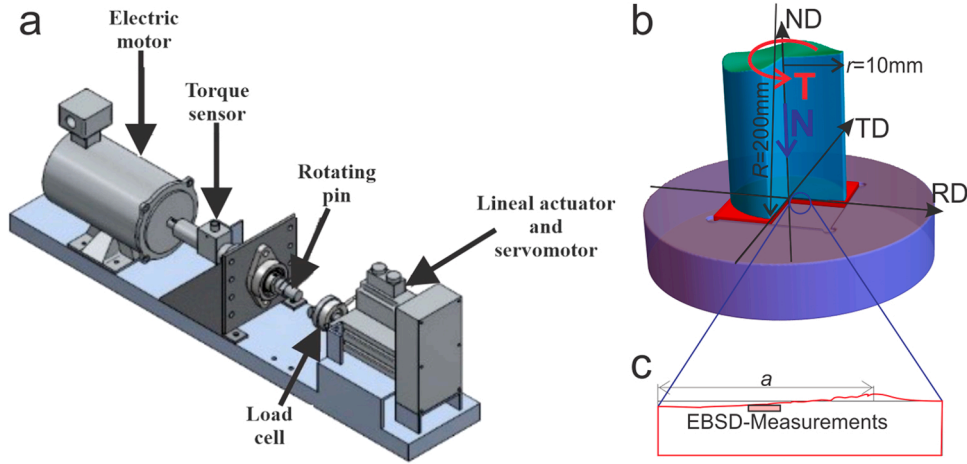 a
Electric
motor
Torque
sensor
Rotating
pin
Lineal actuator
and
servomotor
Load
cell
b
ND
r=10mm
T
N
R=200mm
TD
RD
c
a
EBSD-Measurements